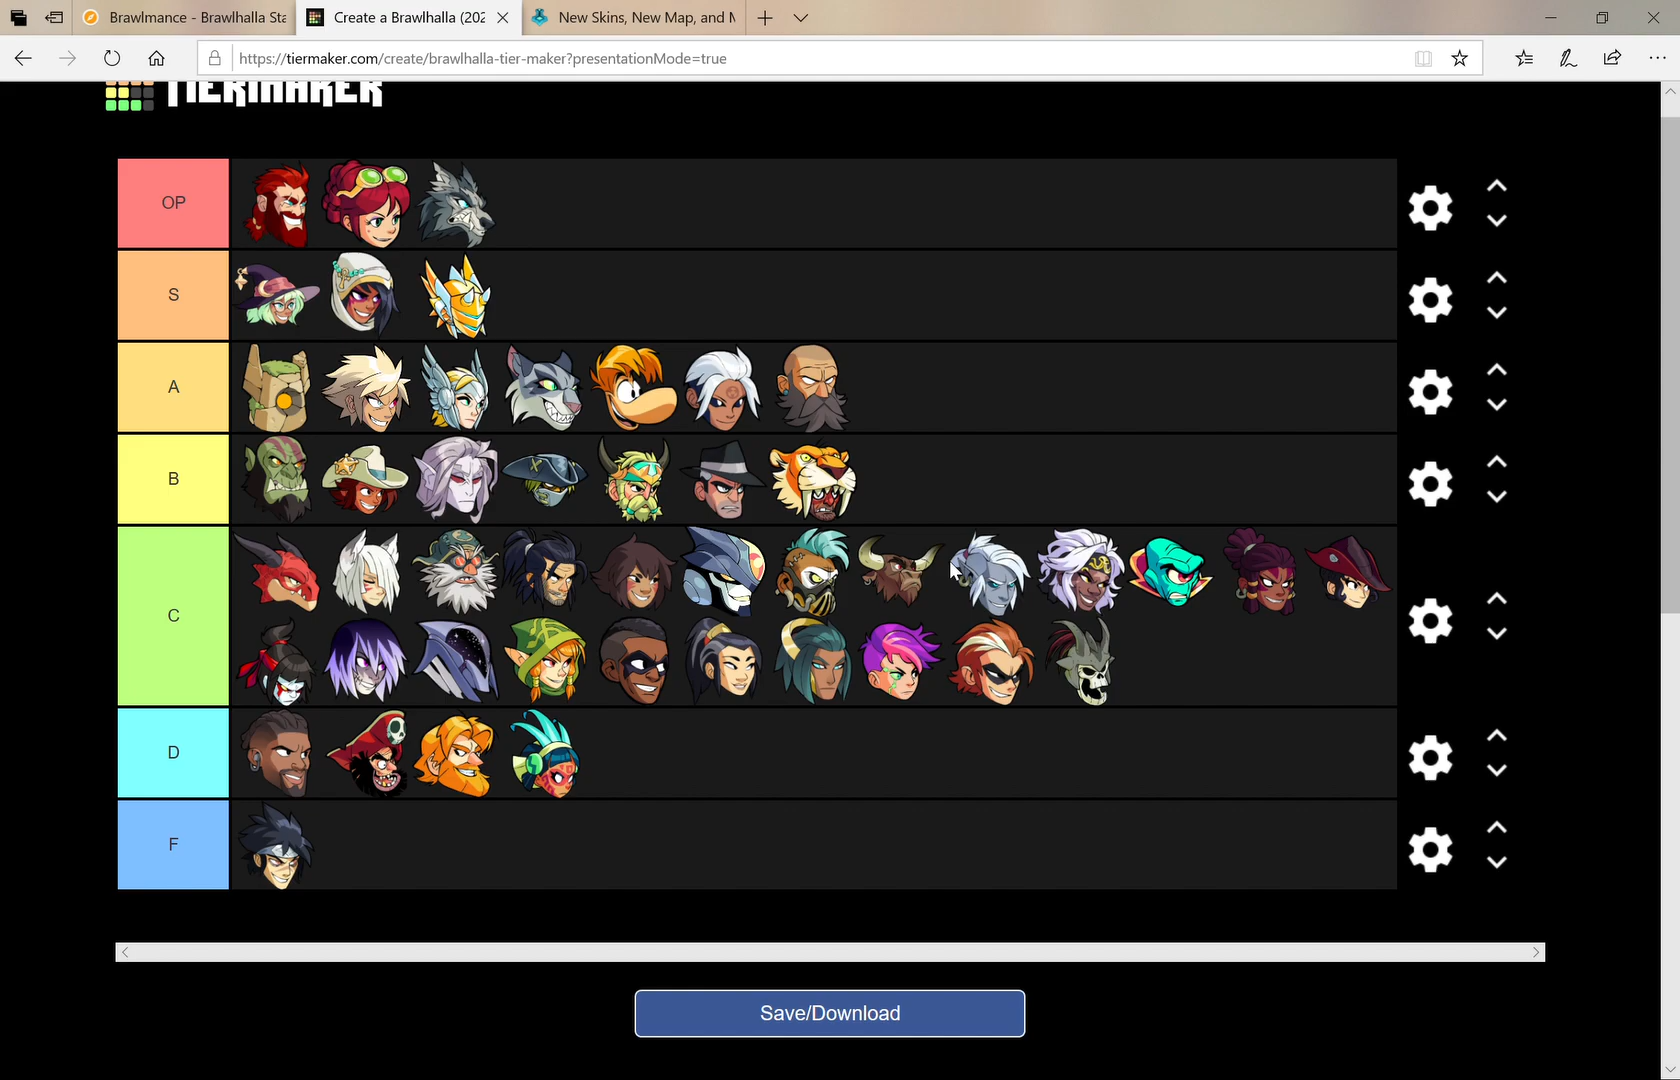 Brawlmance - Brawlhalla Sta
Create a Brawlhalla (202
New Skins, New Map, and M
https://tiermaker.com/create/brawlhalla-tier-maker?presentationMode=true
TIERMAKER
OP
S
A
B
C
D
F
Save/Download